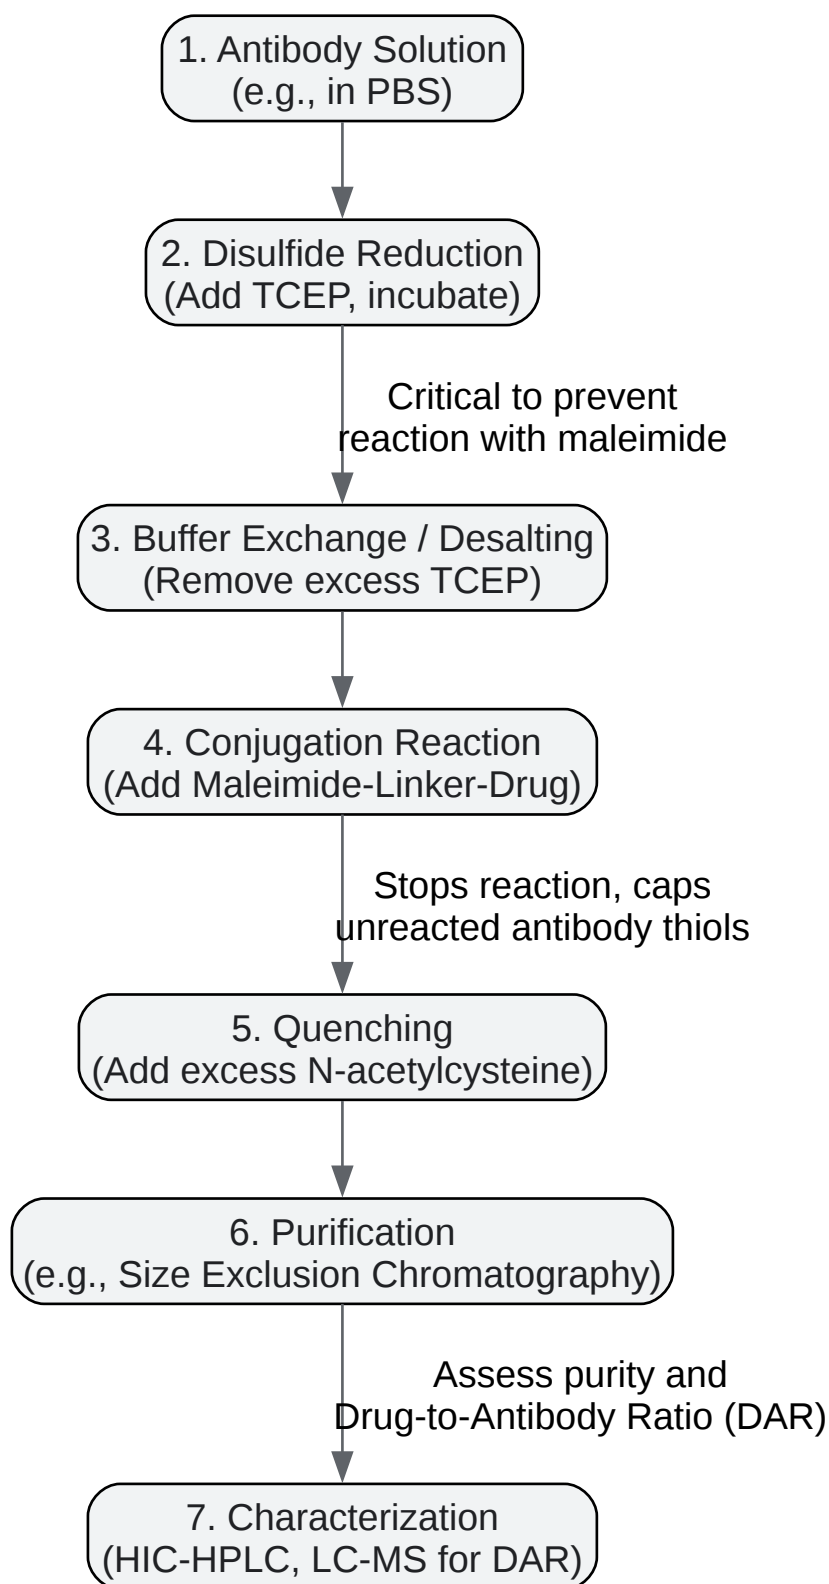 1. Antibody Solution
(e.g., in PBS)
2. Disulfide Reduction
(Add TCEP, incubate)
Critical to prevent
reaction with maleimide
3. Buffer Exchange / Desalting
(Remove excess TCEP)
4. Conjugation Reaction
(Add Maleimide-Linker-Drug)
Stops reaction, caps
unreacted antibody thiols
5. Quenching
(Add excess N-acetylcysteine)
6. Purification
(e.g., Size Exclusion Chromatography)
Assess purity and
Drug-to-Antibody Ratio (DAR)
7. Characterization
(HIC-HPLC, LC-MS for DAR)